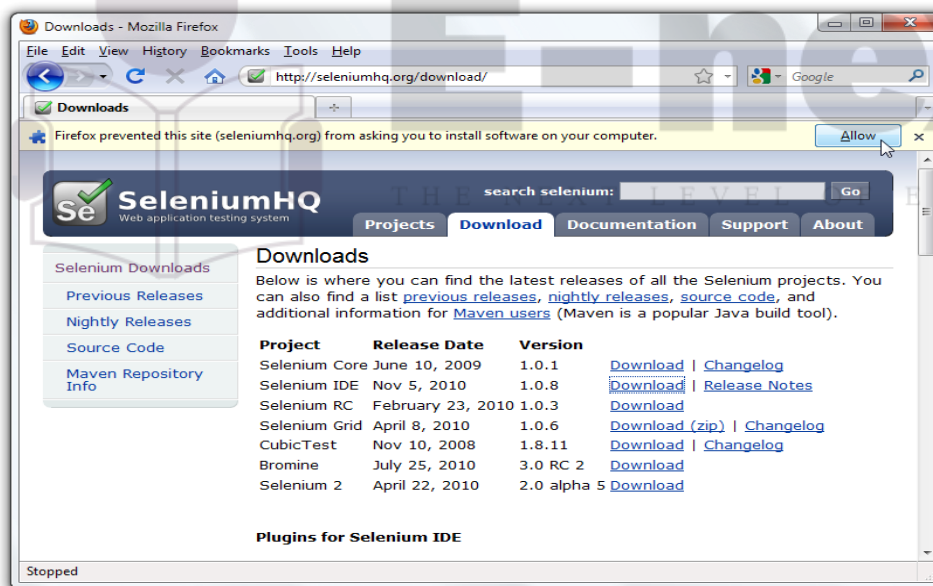 E-ne
Downloads - Mozilla Firefox
File Edit View History Bookmarks Tools Help
http://seleniumhq.org/download/
Google
Downloads
Firefox prevented this site (seleniumhq.org) from asking you to install software on your computer.
Allow
SeleniumHQ
Web application testing system
Se
search selenium:
Go
THE NEXT LEVEL OF E
Projects Download Documentation Support About
Selenium Downloads
Previous Releases
Nightly Releases
Source Code
Maven Repository
Info
Downloads
Below is where you can find the latest releases of all the Selenium projects. You
can also find a list previous releases, nightly releases, source code, and
additional information for Maven users (Maven is a popular Java build tool).
Project Release Date Version
Selenium Core June 10, 2009 1.0.1 Download | Changelog
Selenium IDE Nov 5, 2010 1.0.8 Download | Release Notes
Selenium RC February 23, 2010 1.0.3 Download
Selenium Grid April 8, 2010 1.0.6 Download (zip) | Changelog
CubicTest Nov 10, 2008 1.8.11 Download | Changelog
Bromine July 25, 2010 3.0 RC 2 Download
Selenium 2 April 22, 2010 2.0 alpha 5 Download
Plugins for Selenium IDE
Stopped